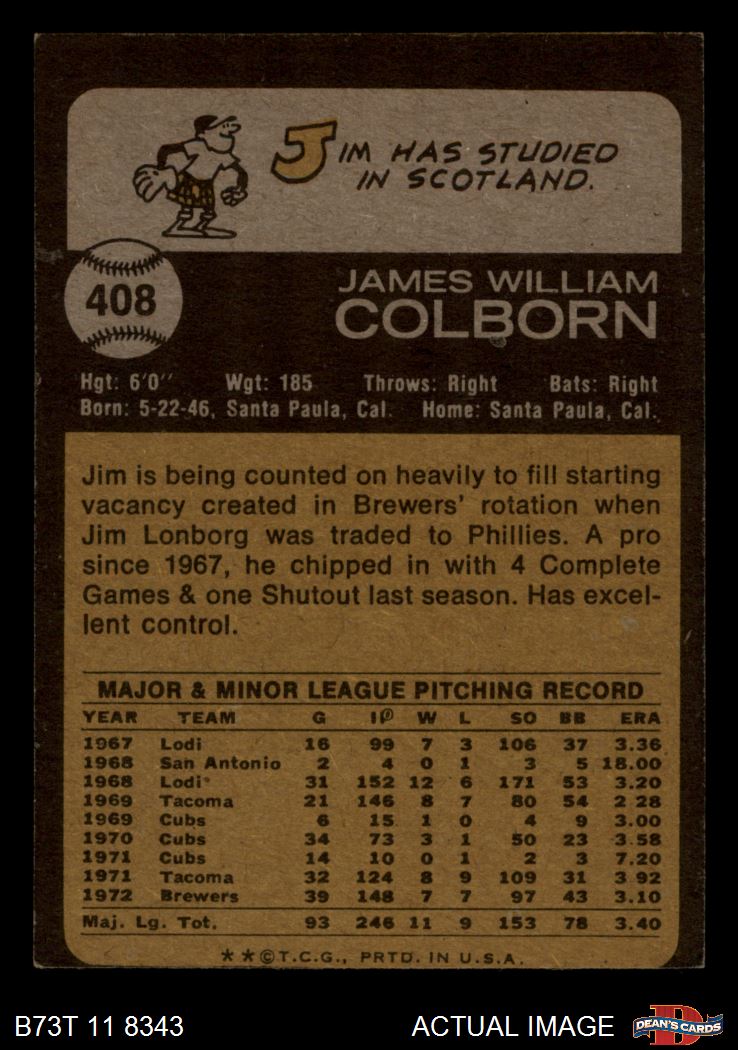 JIM HAS STUDIED
IN SCOTLAND.
408
JAMES WILLIAM
COLBORN
Hgt: 6'0" Wgt: 185 Throws: Right Bats: Right
Born: 5-22-46, Santa Paula, Cal. Home: Santa Paula, Cal.
Jim is being counted on heavily to fill starting
vacancy created in Brewers' rotation when
Jim Lonborg was traded to Phillies. A pro
since 1967, he chipped in with 4 Complete
Games & one Shutout last season. Has excel-
lent control.
MAJOR & MINOR LEAGUE PITCHING RECORD
YEAR TEAM G IP W L SO BB ERA
1967 Lodi 16 99 7 3 106 37 3.36
1968 San Antonio 2 4 0 1 3 5 18.00
1968 Lodi* 31 152 12 6 171 53 3.20
1969 Tacoma 21 146 8 7 80 54 2 28
1969 Cubs 6 15 1 0 4 9 3.00
1970 Cubs 34 73 3 1 50 23 3.58
1971 Cubs 14 10 0 1 2 3 7.20
1971 Tacoma 32 124 8 9 109 31 3 92
1972 Brewers 39 148 7 7 97 43 3.10
Maj. Lg. Tot. 93 246 11 9 153 78 3.40
**©T.C.G., PRTD. IN U.S.A.
B73T 11 8343 ACTUAL IMAGE DEAN'S CARDS